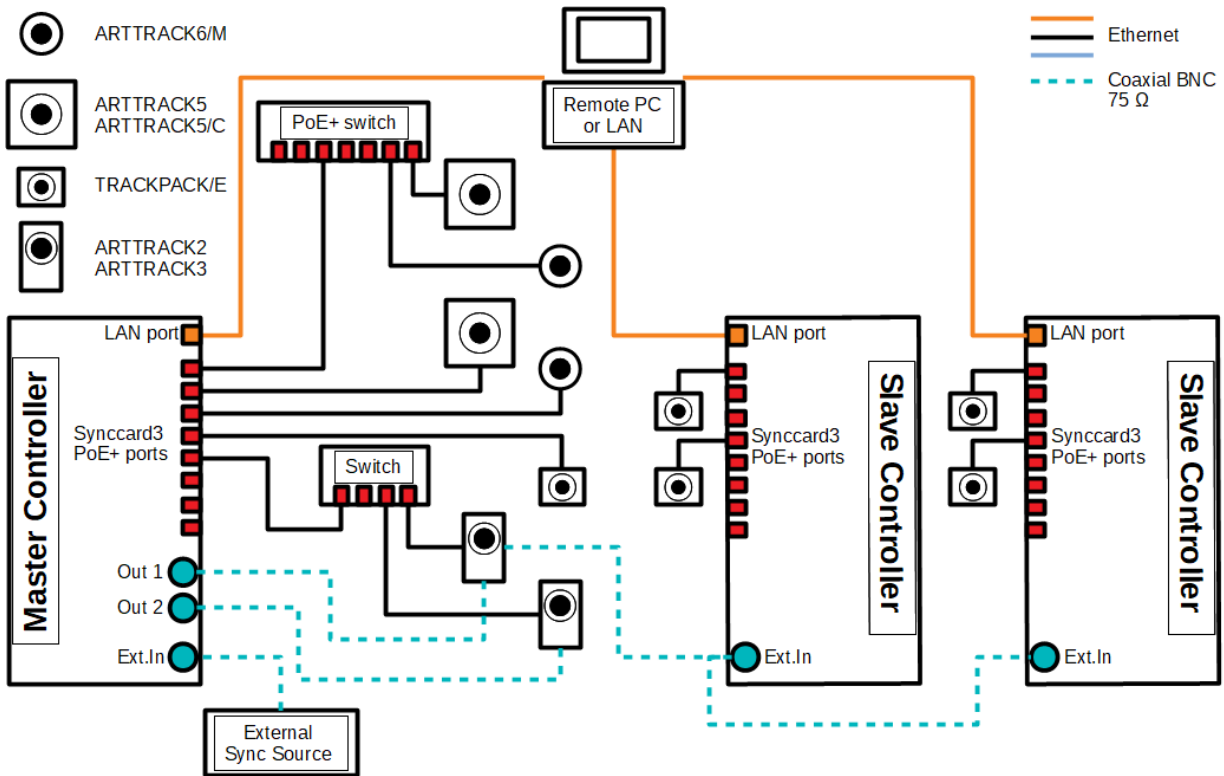 ARTTRACK6/M
ARTTRACK5
ARTTRACK5/C
TRACKPACK/E
ARTTRACK2
ARTTRACK3
PoE+ switch
Remote PC
or LAN
Ethernet
Coaxial BNC
75 Ω
Master Controller
LAN port
Synccard3
PoE+ ports
Out 1
Out 2
Ext.In
Switch
External
Sync Source
LAN port
Synccard3
PoE+ ports
Ext.In
Slave Controller
LAN port
Synccard3
PoE+ ports
Ext.In
Slave Controller